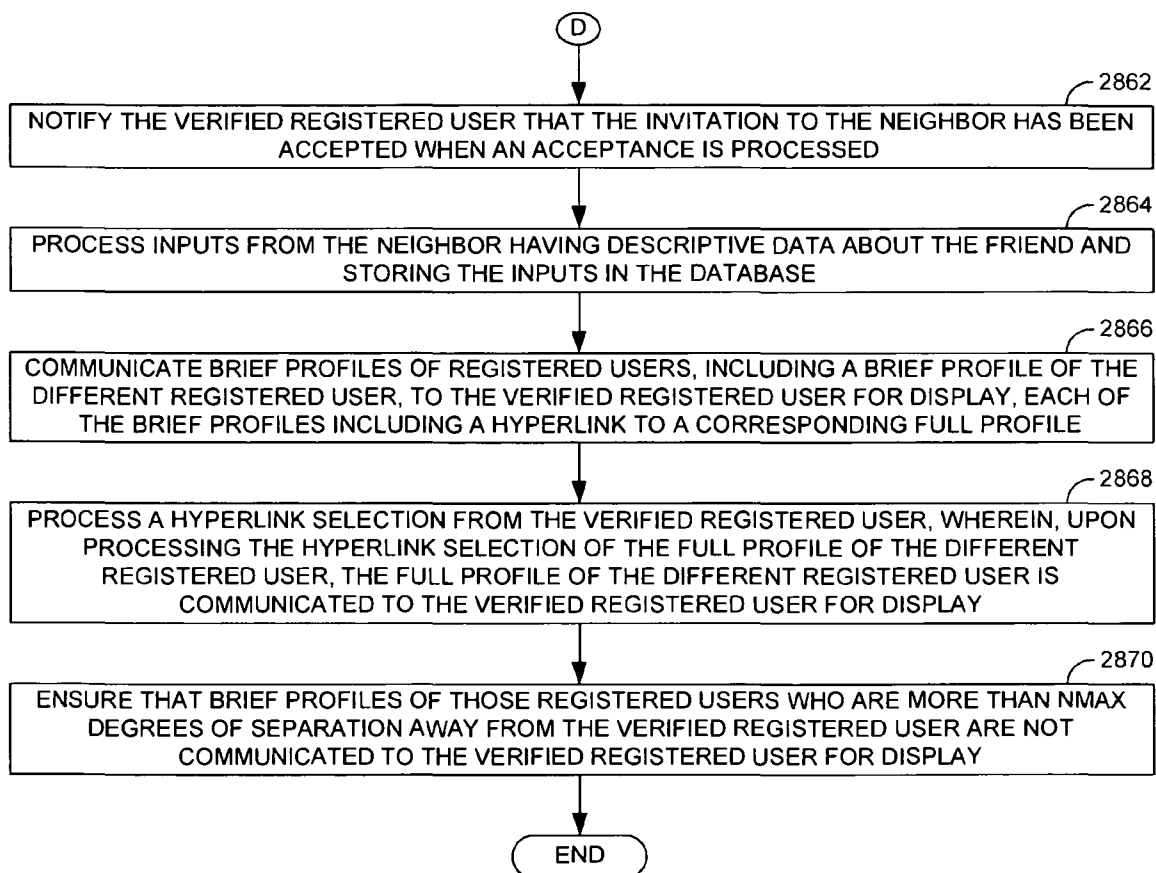 D
2862
NOTIFY THE VERIFIED REGISTERED USER THAT THE INVITATION TO THE NEIGHBOR HAS BEEN
ACCEPTED WHEN AN ACCEPTANCE IS PROCESSED
2864
PROCESS INPUTS FROM THE NEIGHBOR HAVING DESCRIPTIVE DATA ABOUT THE FRIEND AND
STORING THE INPUTS IN THE DATABASE
2866
COMMUNICATE BRIEF PROFILES OF REGISTERED USERS, INCLUDING A BRIEF PROFILE OF THE
DIFFERENT REGISTERED USER, TO THE VERIFIED REGISTERED USER FOR DISPLAY, EACH OF
THE BRIEF PROFILES INCLUDING A HYPERLINK TO A CORRESPONDING FULL PROFILE
2868
PROCESS A HYPERLINK SELECTION FROM THE VERIFIED REGISTERED USER, WHEREIN, UPON
PROCESSING THE HYPERLINK SELECTION OF THE FULL PROFILE OF THE DIFFERENT
REGISTERED USER, THE FULL PROFILE OF THE DIFFERENT REGISTERED USER IS
COMMUNICATED TO THE VERIFIED REGISTERED USER FOR DISPLAY
2870
ENSURE THAT BRIEF PROFILES OF THOSE REGISTERED USERS WHO ARE MORE THAN NMAX
DEGREES OF SEPARATION AWAY FROM THE VERIFIED REGISTERED USER ARE NOT
COMMUNICATED TO THE VERIFIED REGISTERED USER FOR DISPLAY
END